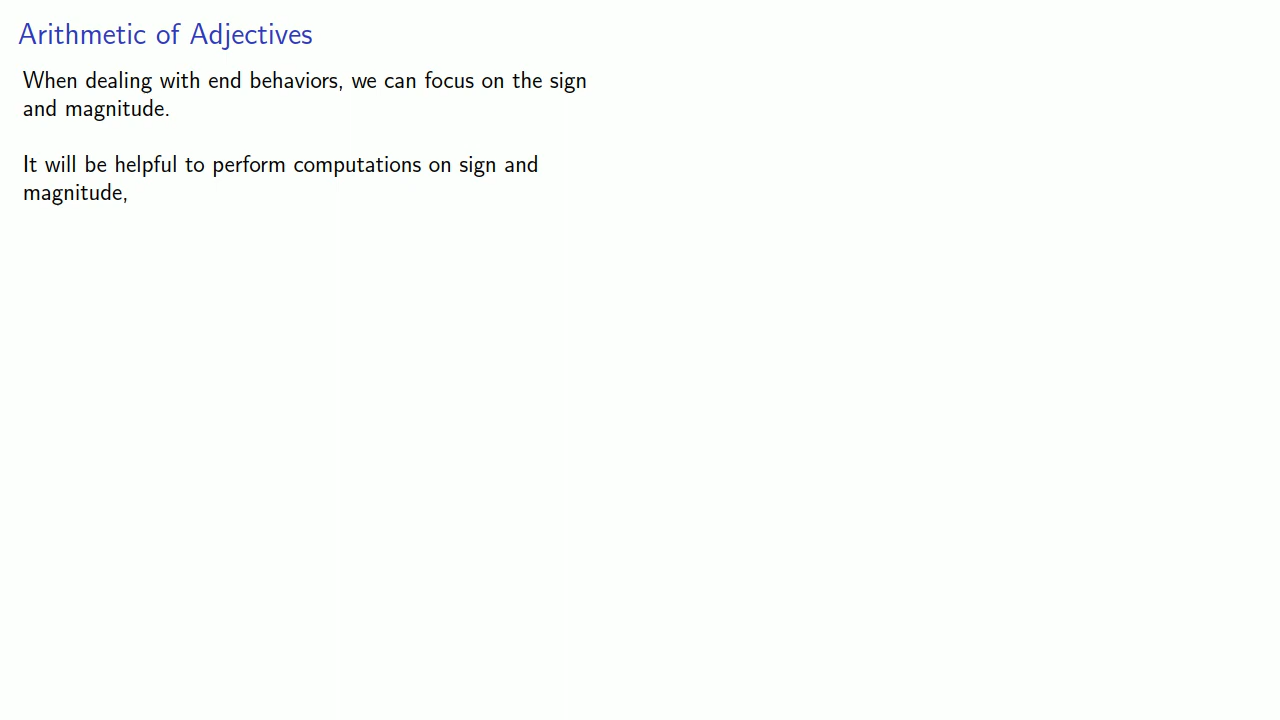 Arithmetic of Adjectives
When dealing with end behaviors, we can focus on the sign
and magnitude.
It will be helpful to perform computations on sign and
magnitude,